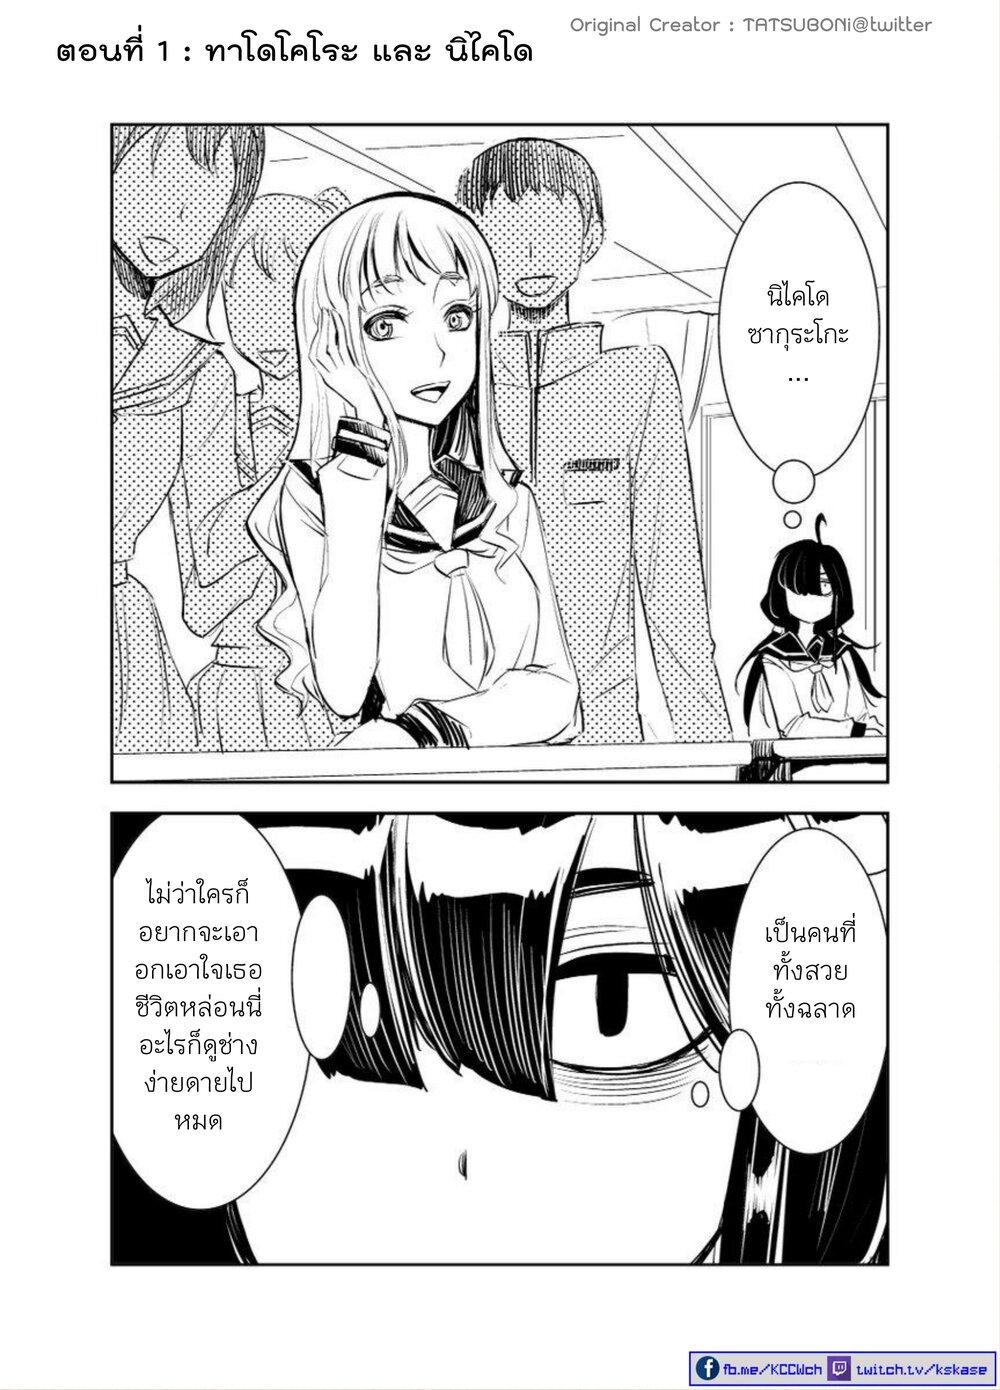 Original Creator : TATSUBONi@twitter
ตอนที่ 1 : ทาโดโคโระ และ นิไคโด
นิไคโด
ซากุระโกะ
...
เป็นคนที่
ทั้งสวย
ทั้งฉลาด
ไม่ว่าใครก็
อยากจะเอา
อกเอาใจเธอ
ชีวิตหล่อนนี่
อะไรก็ดูช่าง
ง่ายดายไป
หมด
fb.me/KCCWch
twitch.tv/kskase